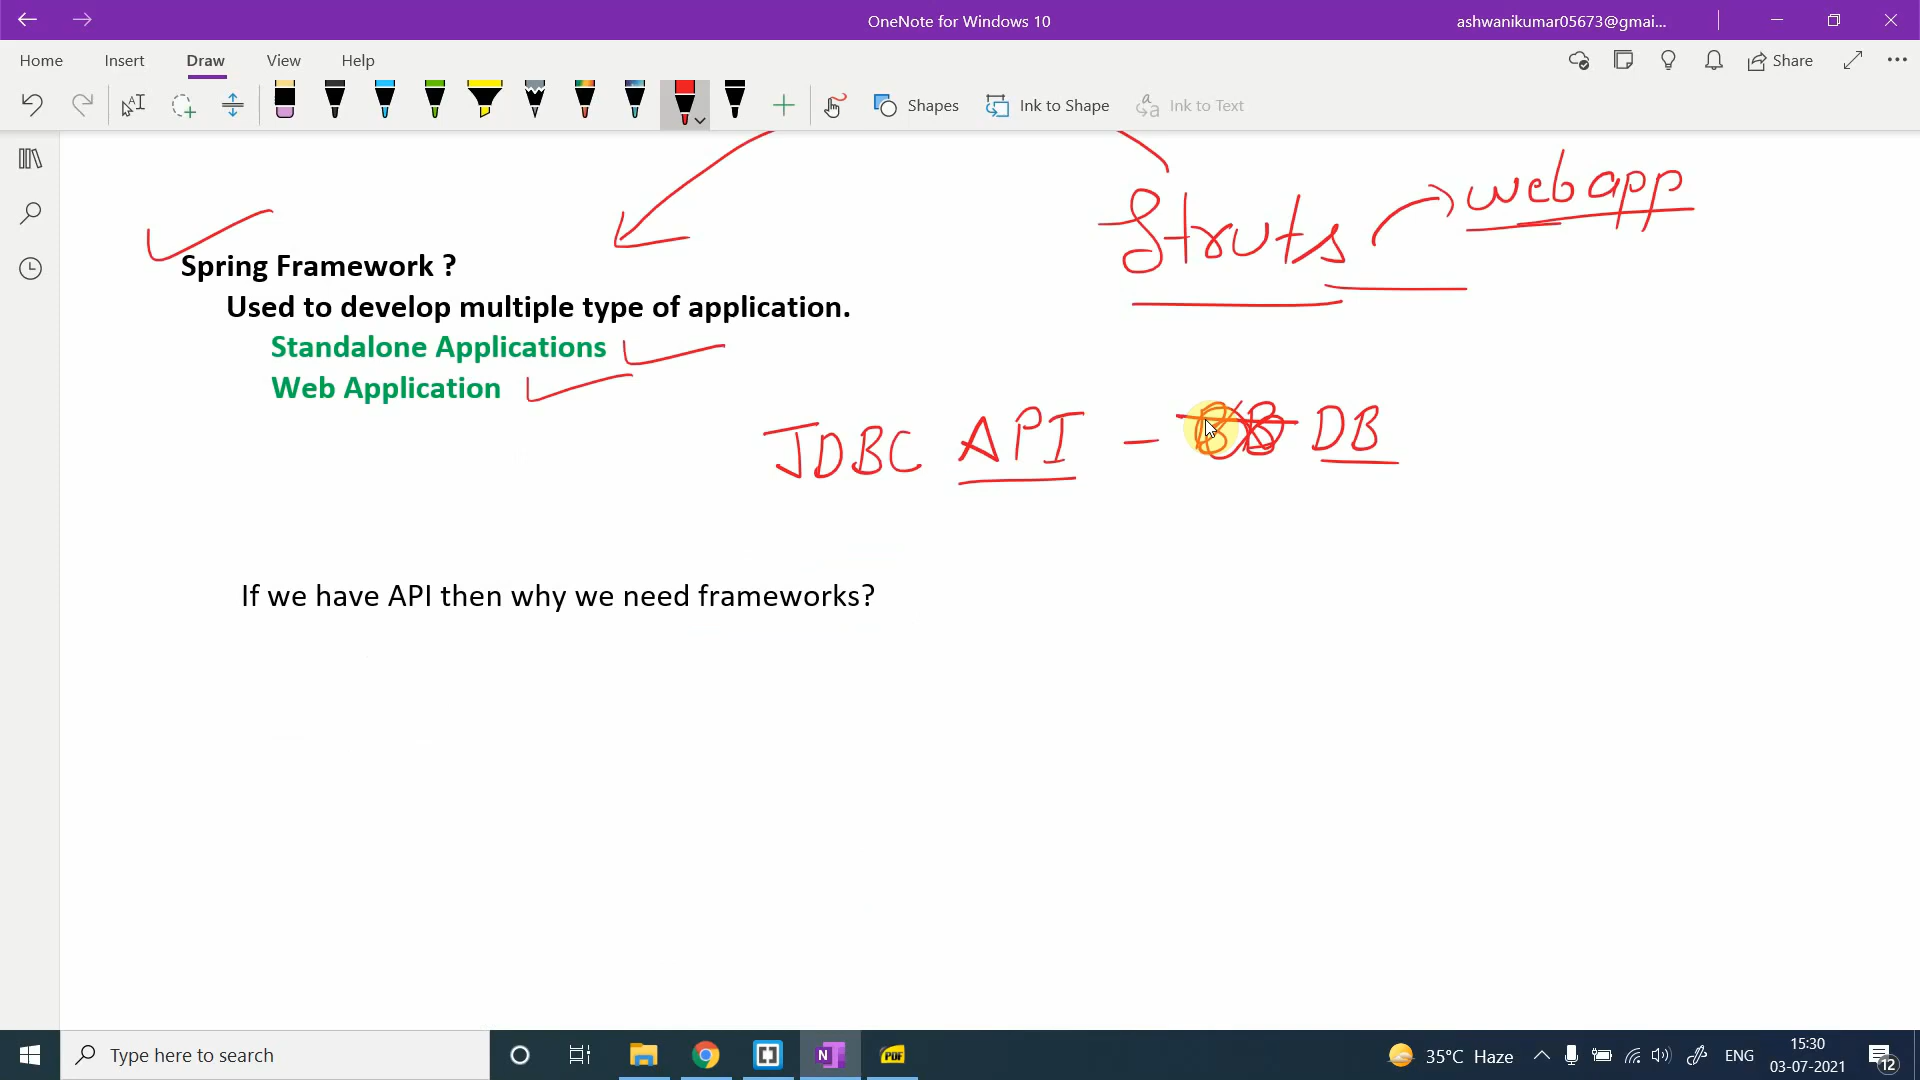 OneNote for Windows 10
ashwanikumar05673@gmai...
Home Insert Draw View Help
Share
Shapes Ink to Shape Ink to Text
webapp
Struts
Spring Framework ?
Used to develop multiple type of application.
Standalone Applications
Web Application
JDBC API - DB
If we have API then why we need frameworks?
Type here to search
N
PDF
35°C Haze
ENG
15:30
03-07-2021
12